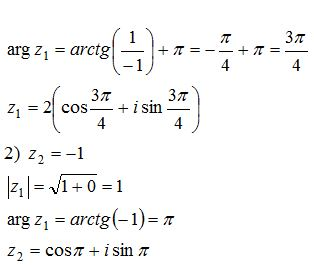 arg z₁ = arctg(1/−1) + π = −π/4 + π = 3π/4
z₁ = 2(cos 3π/4 + i sin 3π/4)
2) z₂ = −1
|z₁| = √(1+0) = 1
arg z₁ = arctg(−1) = π
z₂ = cos π + i sin π